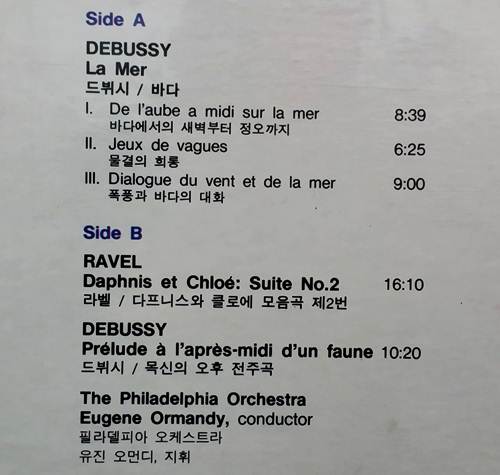 Side A
DEBUSSY
La Mer
드뷔시 / 바다
I. De l'aube a midi sur la mer 8:39
바다에서의 새벽부터 정오까지
II. Jeux de vagues 6:25
물결의 희롱
III. Dialogue du vent et de la mer 9:00
폭풍과 바다의 대화
Side B
RAVEL
Daphnis et Chloé: Suite No.2 16:10
라벨 / 다프니스와 클로에 모음곡 제2번
DEBUSSY
Prélude à l'après-midi d'un faune 10:20
드뷔시 / 목신의 오후 전주곡
The Philadelphia Orchestra
Eugene Ormandy, conductor
필라델피아 오케스트라
유진 오먼디, 지휘